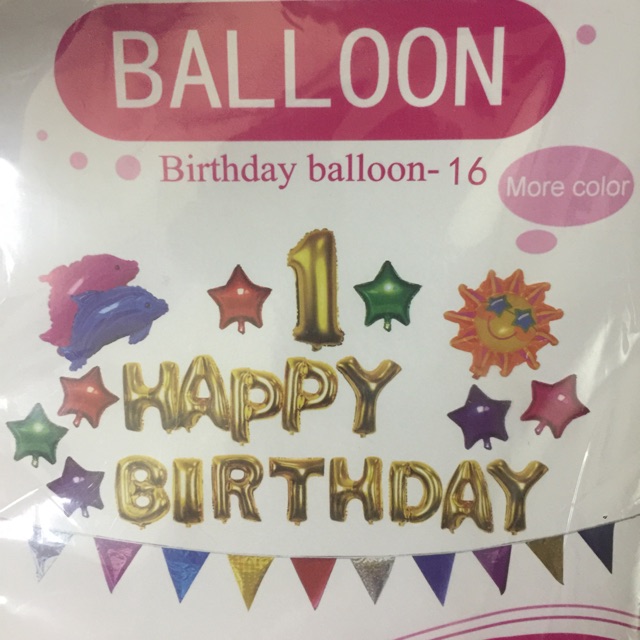 BALLOON
Birthday balloon-16
More color
1
HAPPY
BIRTHDAY